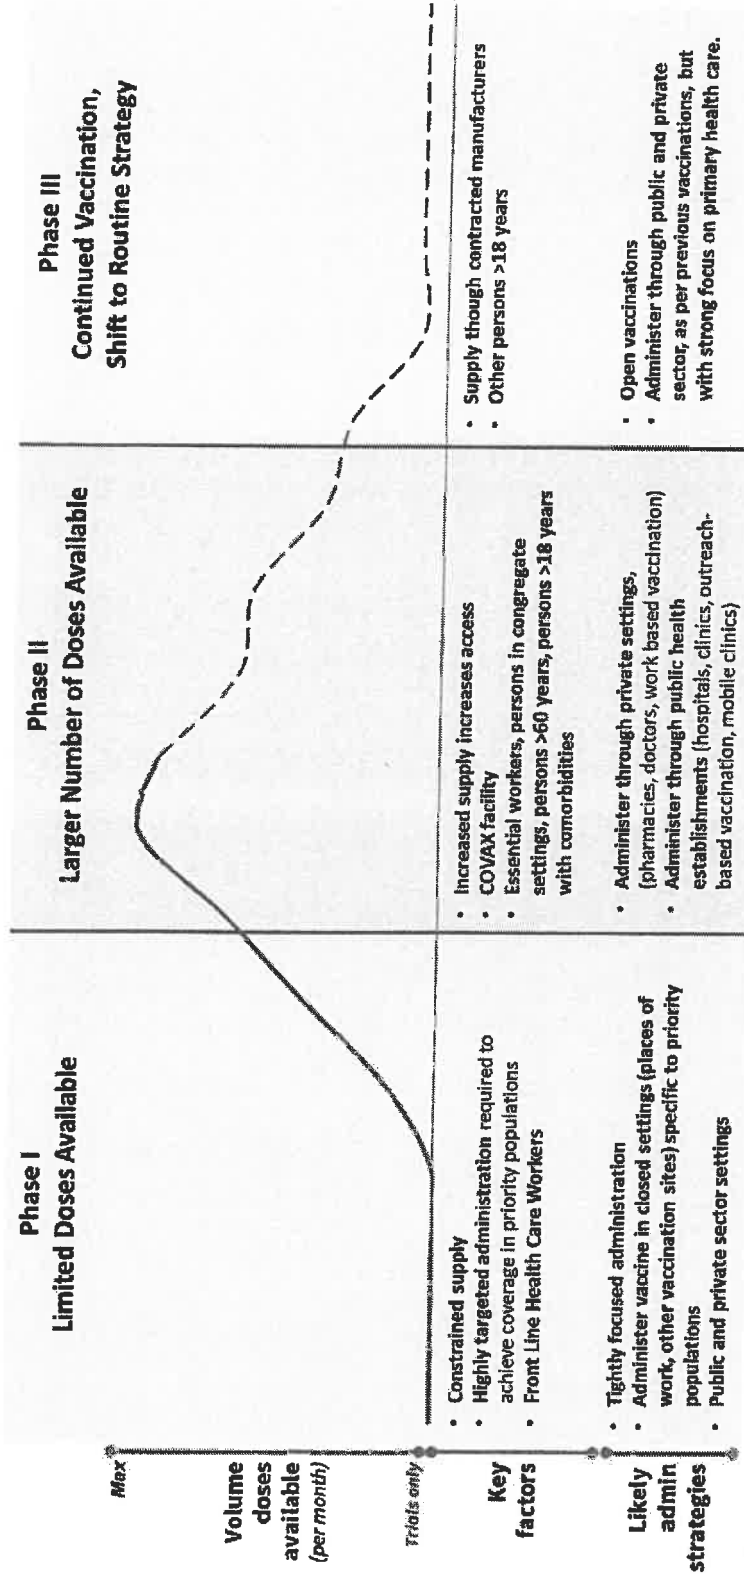 Phase I
Limited Doses Available
Phase II
Larger Number of Doses Available
Phase III
Continued Vaccination,
Shift to Routine Strategy
Max
Volume
doses
available
(per month)
Trials only
Key
factors
• Constrained supply
• Highly targeted administration required to
achieve coverage in priority populations
• Front Line Health Care Workers
• Increased supply increases access
• COVAX facility
• Essential workers, persons in congregate
settings, persons >60 years, persons >18 years
with comorbidities
• Supply though contracted manufacturers
• Other persons >18 years
Likely
admin
strategies
• Tightly focused administration
• Administer vaccine in closed settings (places of
work, other vaccination sites) specific to priority
populations
• Public and private sector settings
• Administer through private settings,
(pharmacies, doctors, work based vaccination)
• Administer through public health
establishments (hospitals, clinics, outreach-
based vaccination, mobile clinics)
• Open vaccinations
• Administer through public and private
sector, as per previous vaccinations, but
with strong focus on primary health care.